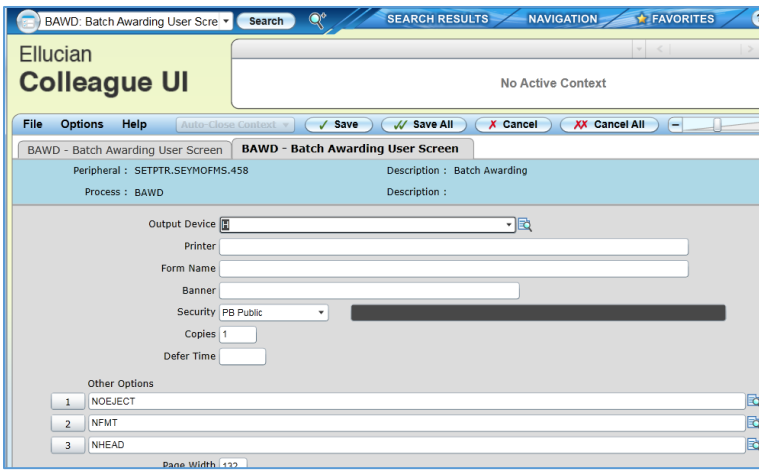 BAWD: Batch Awarding User Scre Search SEARCH RESULTS NAVIGATION FAVORITES ?
Ellucian
Colleague UI
No Active Context
File Options Help Auto-Close Context Save Save All Cancel Cancel All
BAWD - Batch Awarding User Screen BAWD - Batch Awarding User Screen
Peripheral : SETPTR.SEYMOFMS.458 Description : Batch Awarding
Process : BAWD Description :
Output Device H
Printer
Form Name
Banner
Security PB Public
Copies 1
Defer Time
Other Options
1 NOEJECT
2 NFMT
3 NHEAD
Page Width 132